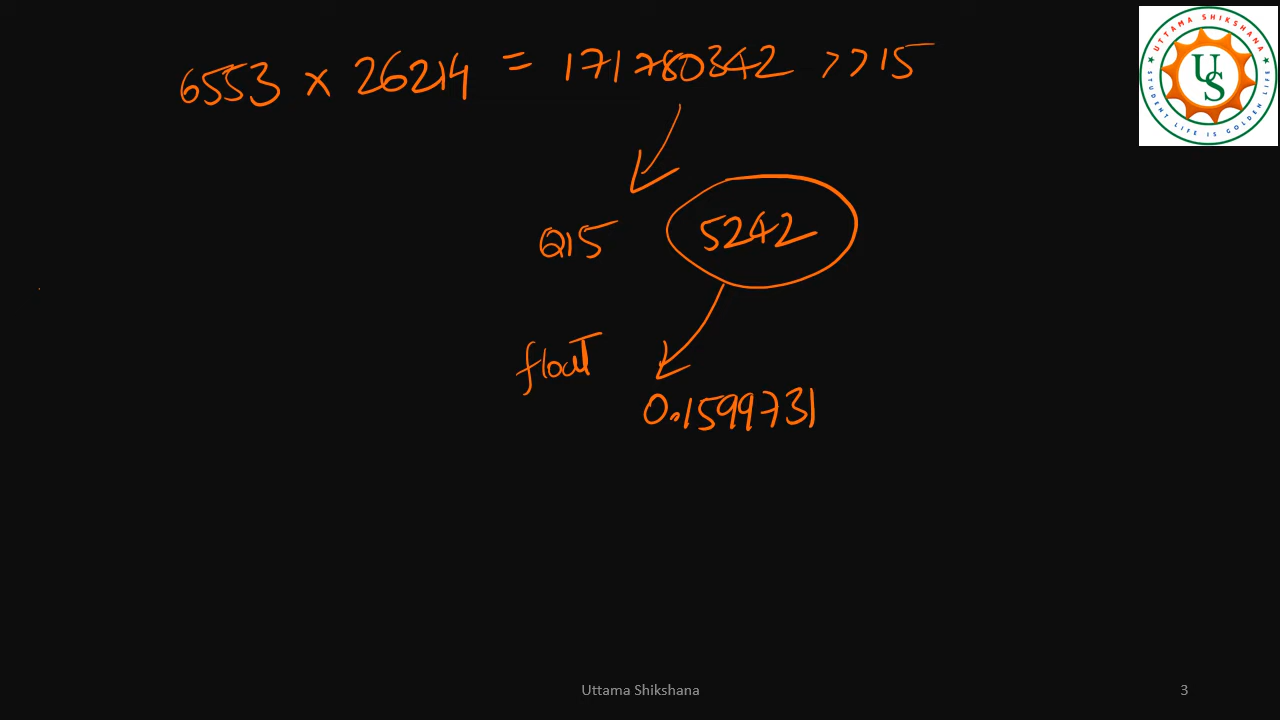 6553 × 26214 = 171780342 >>15
Q15 5242
float
0.1599731
UTTAMA SHIKSHANA
US
STUDENT LIFE IS GOLDEN LIFE
Uttama Shikshana 3